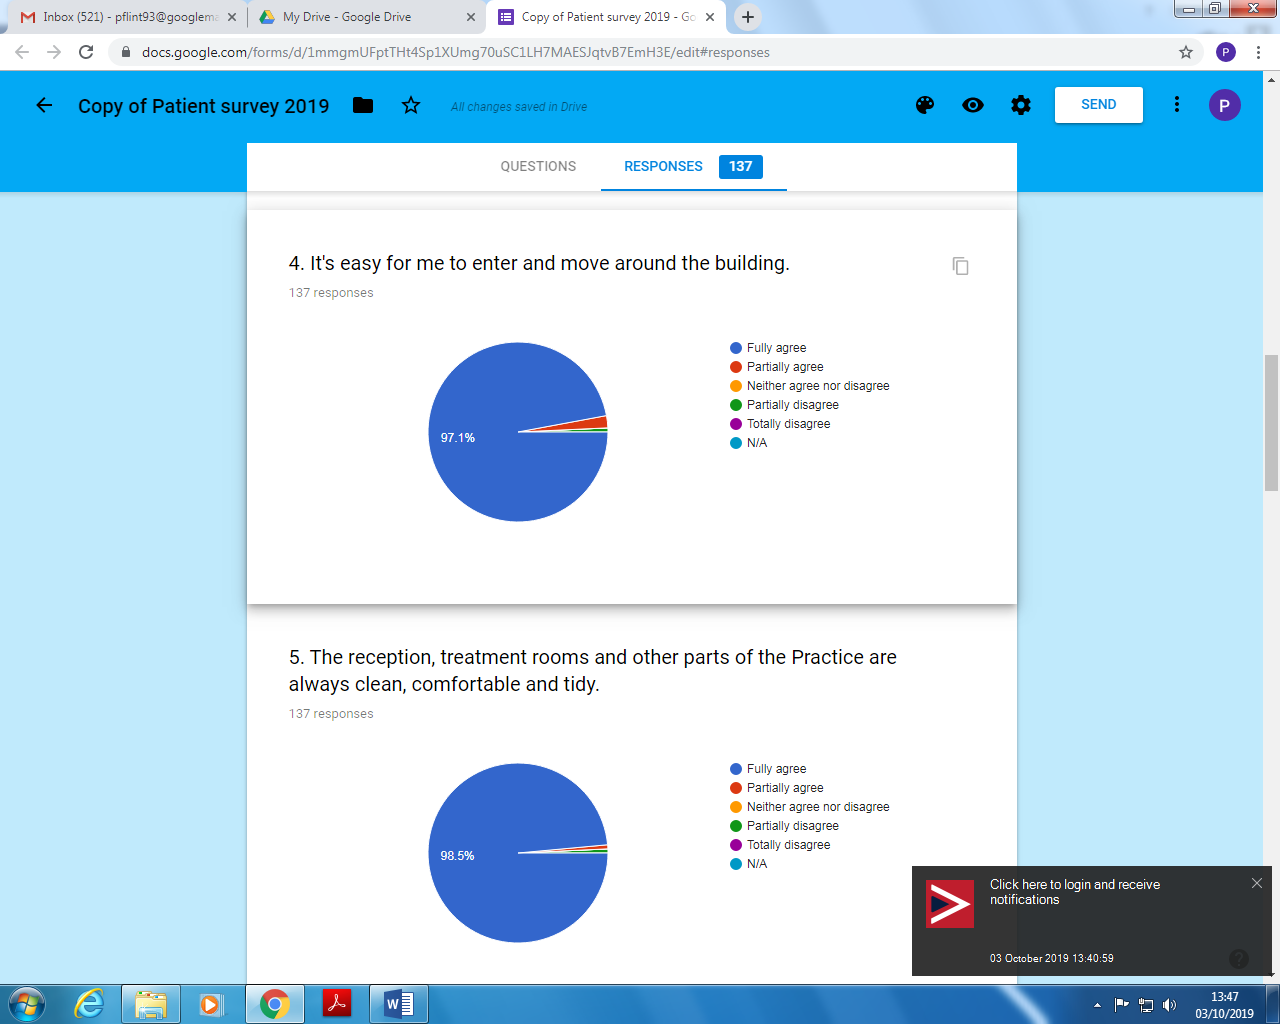 Inbox (521) - pflint93@googlema
My Drive - Google Drive
Copy of Patient survey 2019 - Go
docs.google.com/forms/d/1mmgmUFptTHt4Sp1XUmg70uSC1LH7MAESJqtvB7EmH3E/edit#responses
P
Copy of Patient survey 2019
All changes saved in Drive
SEND
P
QUESTIONS
RESPONSES 137
4. It's easy for me to enter and move around the building.
137 responses
97.1%
Fully agree
Partially agree
Neither agree nor disagree
Partially disagree
Totally disagree
N/A
5. The reception, treatment rooms and other parts of the Practice are
always clean, comfortable and tidy.
137 responses
98.5%
Fully agree
Partially agree
Neither agree nor disagree
Partially disagree
Totally disagree
N/A
Click here to login and receive
notifications
03 October 2019 13:40:59
?
W
13:47
03/10/2019